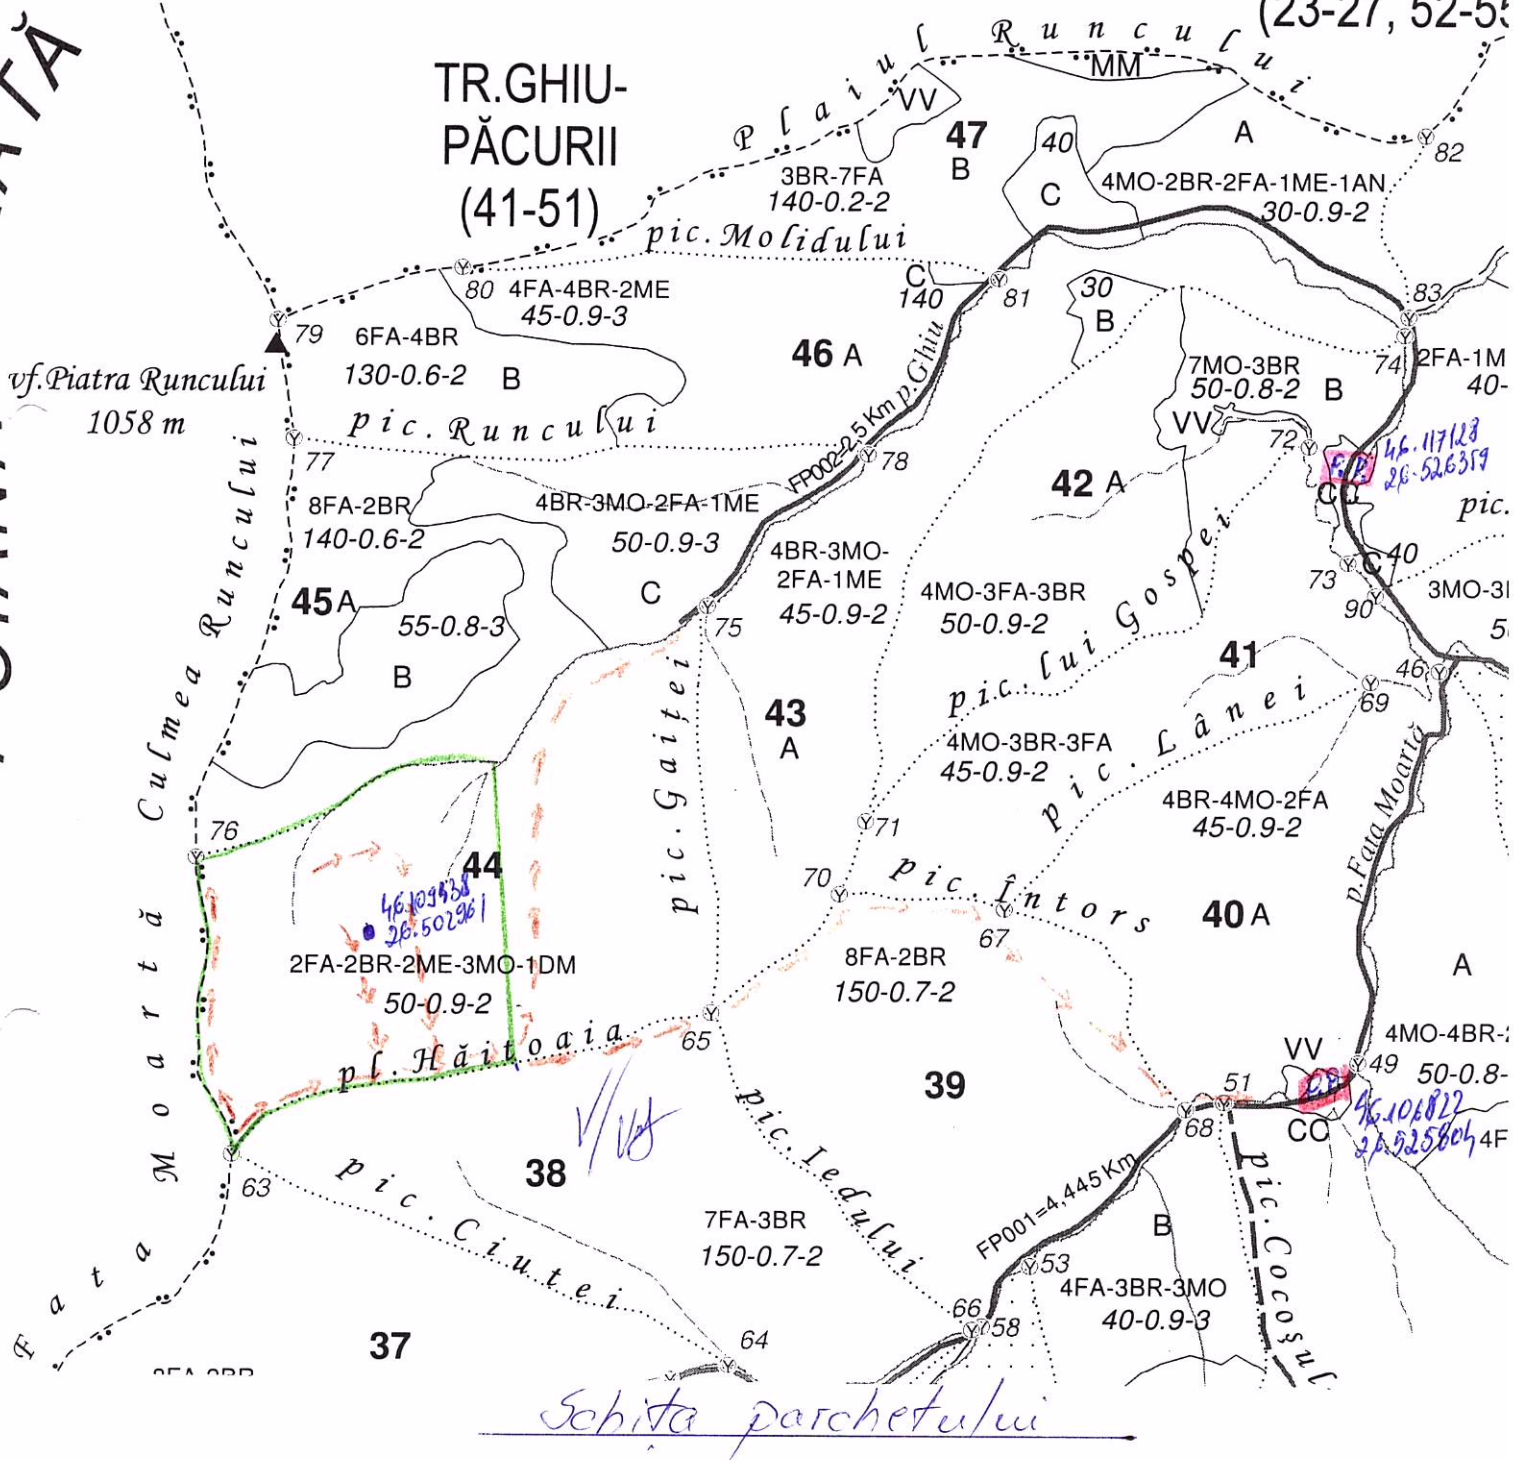 (23-27, 52-55
TR.GHIU-
PĂCURII
(41-51)
Plaiul Runcului
MM
VV
47
B
40
C
A
82
3BR-7FA
140-0.2-2
4MO-2BR-2FA-1ME-1AN
30-0.9-2
pic.Molidului
80
4FA-4BR-2ME
45-0.9-3
C
140
81
30
B
83
79
6FA-4BR
130-0.6-2
B
46 A
p.Ghiu
7MO-3BR
50-0.8-2
B
74
2FA-1M
40-
vf.Piatra Runcului
1058 m
pic.Runcului
77
VV
72
F.P.
46.117128
26.526359
FP002=2,5 Km
78
42 A
8FA-2BR
140-0.6-2
4BR-3MO-2FA-1ME
50-0.9-3
pic.
Culmea Runcului
45 A
55-0.8-3
B
C
75
4BR-3MO-
2FA-1ME
45-0.9-2
4MO-3FA-3BR
50-0.9-2
pic.lui Gospei
73
C
40
90
3MO-3
41
46
69
pic.Gaiței
43
A
4MO-3BR-3FA
45-0.9-2
pic.Lânei
4BR-4MO-2FA
45-0.9-2
p.Fata Moartă
76
71
44
46.109438
26.502961
70
pic.Întors
67
40 A
2FA-2BR-2ME-3MO-1DM
50-0.9-2
8FA-2BR
150-0.7-2
A
65
pl.Hăitoaia
39
VV
49
4MO-4BR-
50-0.8-
51
68
CC
46.106822
26.525804
4F
Fata Moartă
63
38
pic.Ciutei
pic.Iedului
7FA-3BR
150-0.7-2
FP001=4,445 Km
B
pic.Cocoșul
53
4FA-3BR-3MO
40-0.9-3
66
58
37
64
Schița parchetului